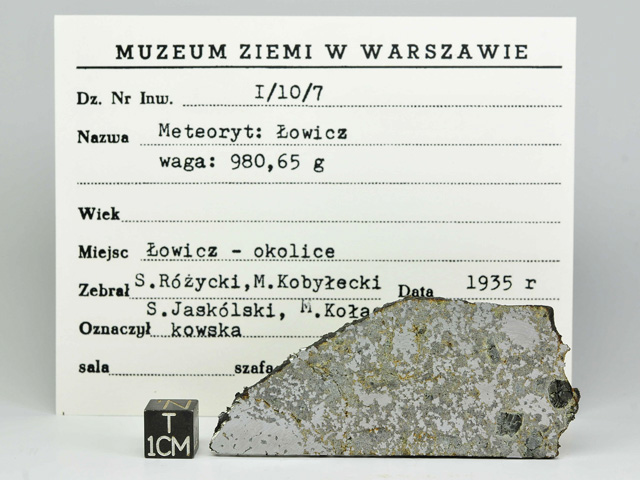 MUZEUM ZIEMI W WARSZAWIE
Dz. Nr Inw. I/10/7
Nazwa Meteoryt: Łowicz
waga: 980,65 g
Wiek
Miejsc Łowicz - okolice
Zebrał S.Różycki,M.Kobyłecki Data 1935 r
S.Jaskólski, M.Koła
Oznaczył kowska
sala szafa
N
T
1CM